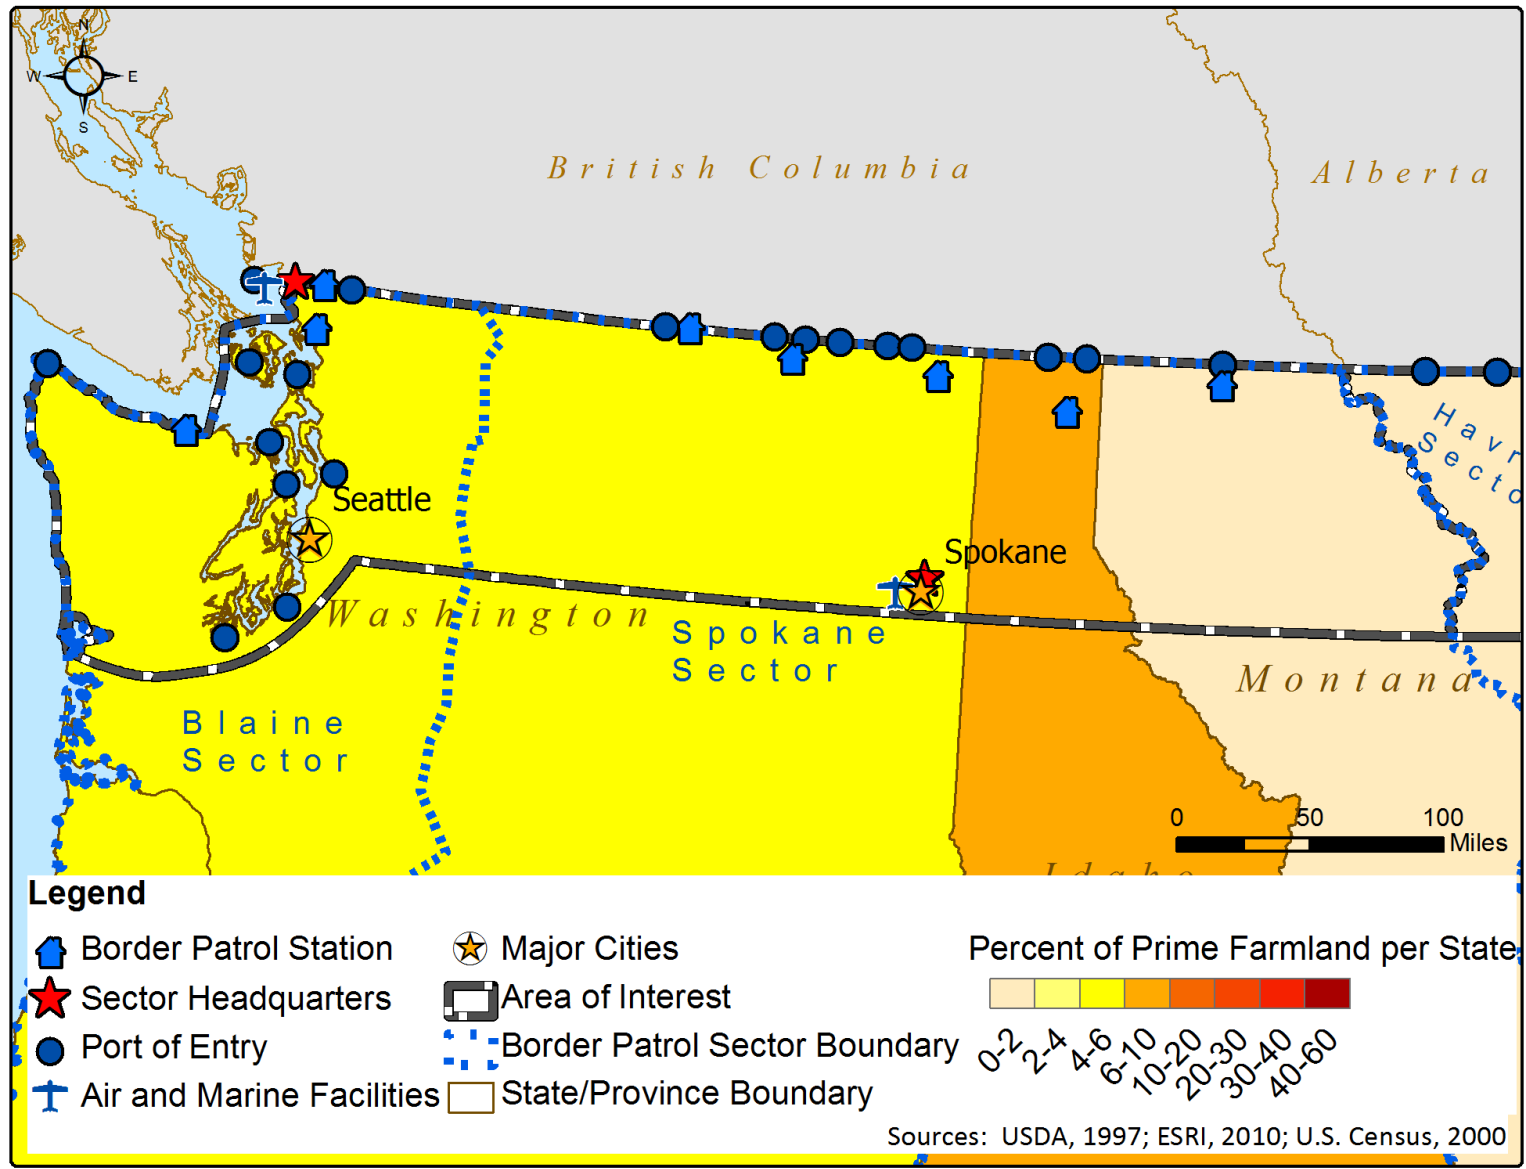 N
W E
S
British Columbia
Alberta
Havr
Secto
Seattle
Spokane
Washington
Spokane
Sector
Montana
Blaine
Sector
0 50 100
Miles
Idaho
Legend
Border Patrol Station
Sector Headquarters
Port of Entry
Air and Marine Facilities
Major Cities
Area of Interest
Border Patrol Sector Boundary
State/Province Boundary
Percent of Prime Farmland per State
0-2
2-4
4-6
6-10
10-20
20-30
30-40
40-60
Sources: USDA, 1997; ESRI, 2010; U.S. Census, 2000